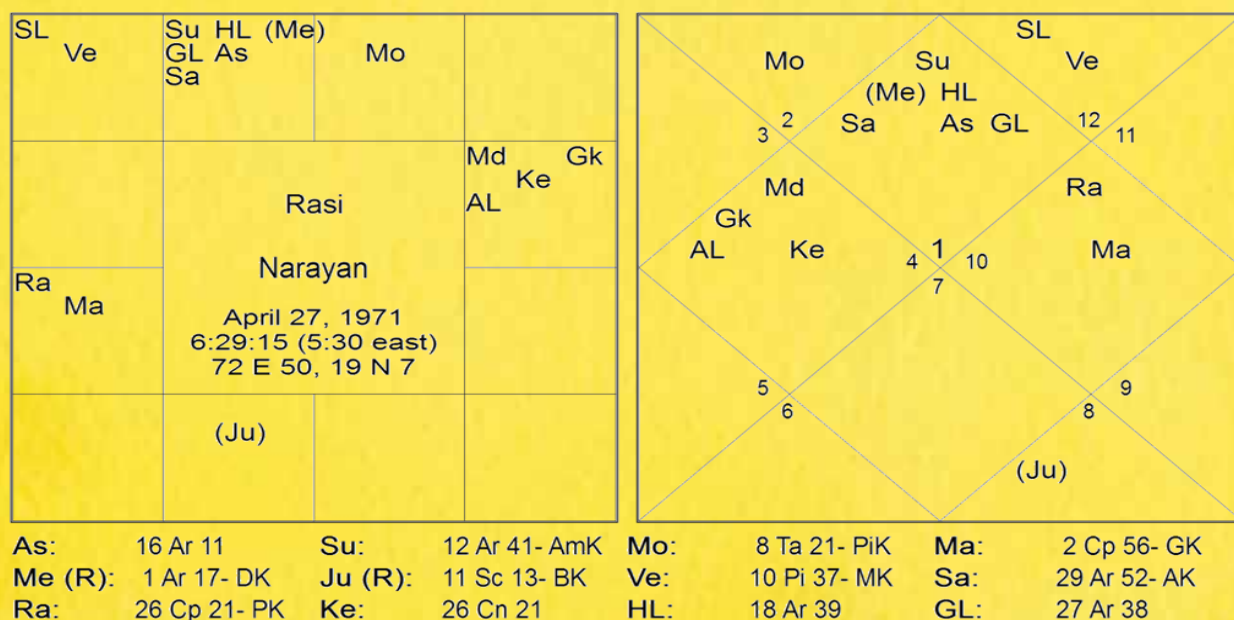 SL
Ve
Su HL (Me)
GL As
Sa
Mo
Md Gk
Ke
AL
Rasi
Narayan
April 27, 1971
6:29:15 (5:30 east)
72 E 50, 19 N 7
Ra
Ma
(Ju)
SL
Mo Su Ve
(Me) HL
Sa As GL
2 12
3 11
Md Ra
Gk
AL Ke 4 1 10 Ma
7
5 9
6 8
(Ju)
As: 16 Ar 11 Su: 12 Ar 41- AmK Mo: 8 Ta 21- PiK Ma: 2 Cp 56- GK
Me (R): 1 Ar 17- DK Ju (R): 11 Sc 13- BK Ve: 10 Pi 37- MK Sa: 29 Ar 52- AK
Ra: 26 Cp 21- PK Ke: 26 Cn 21 HL: 18 Ar 39 GL: 27 Ar 38